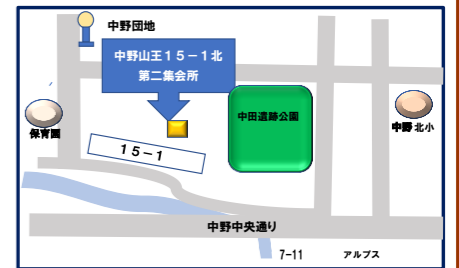 中野団地
中野山王１５－１北
第二集会所
中田遺跡公園
保育園
中野北小
１５－１
中野中央通り
7-11
アルプス